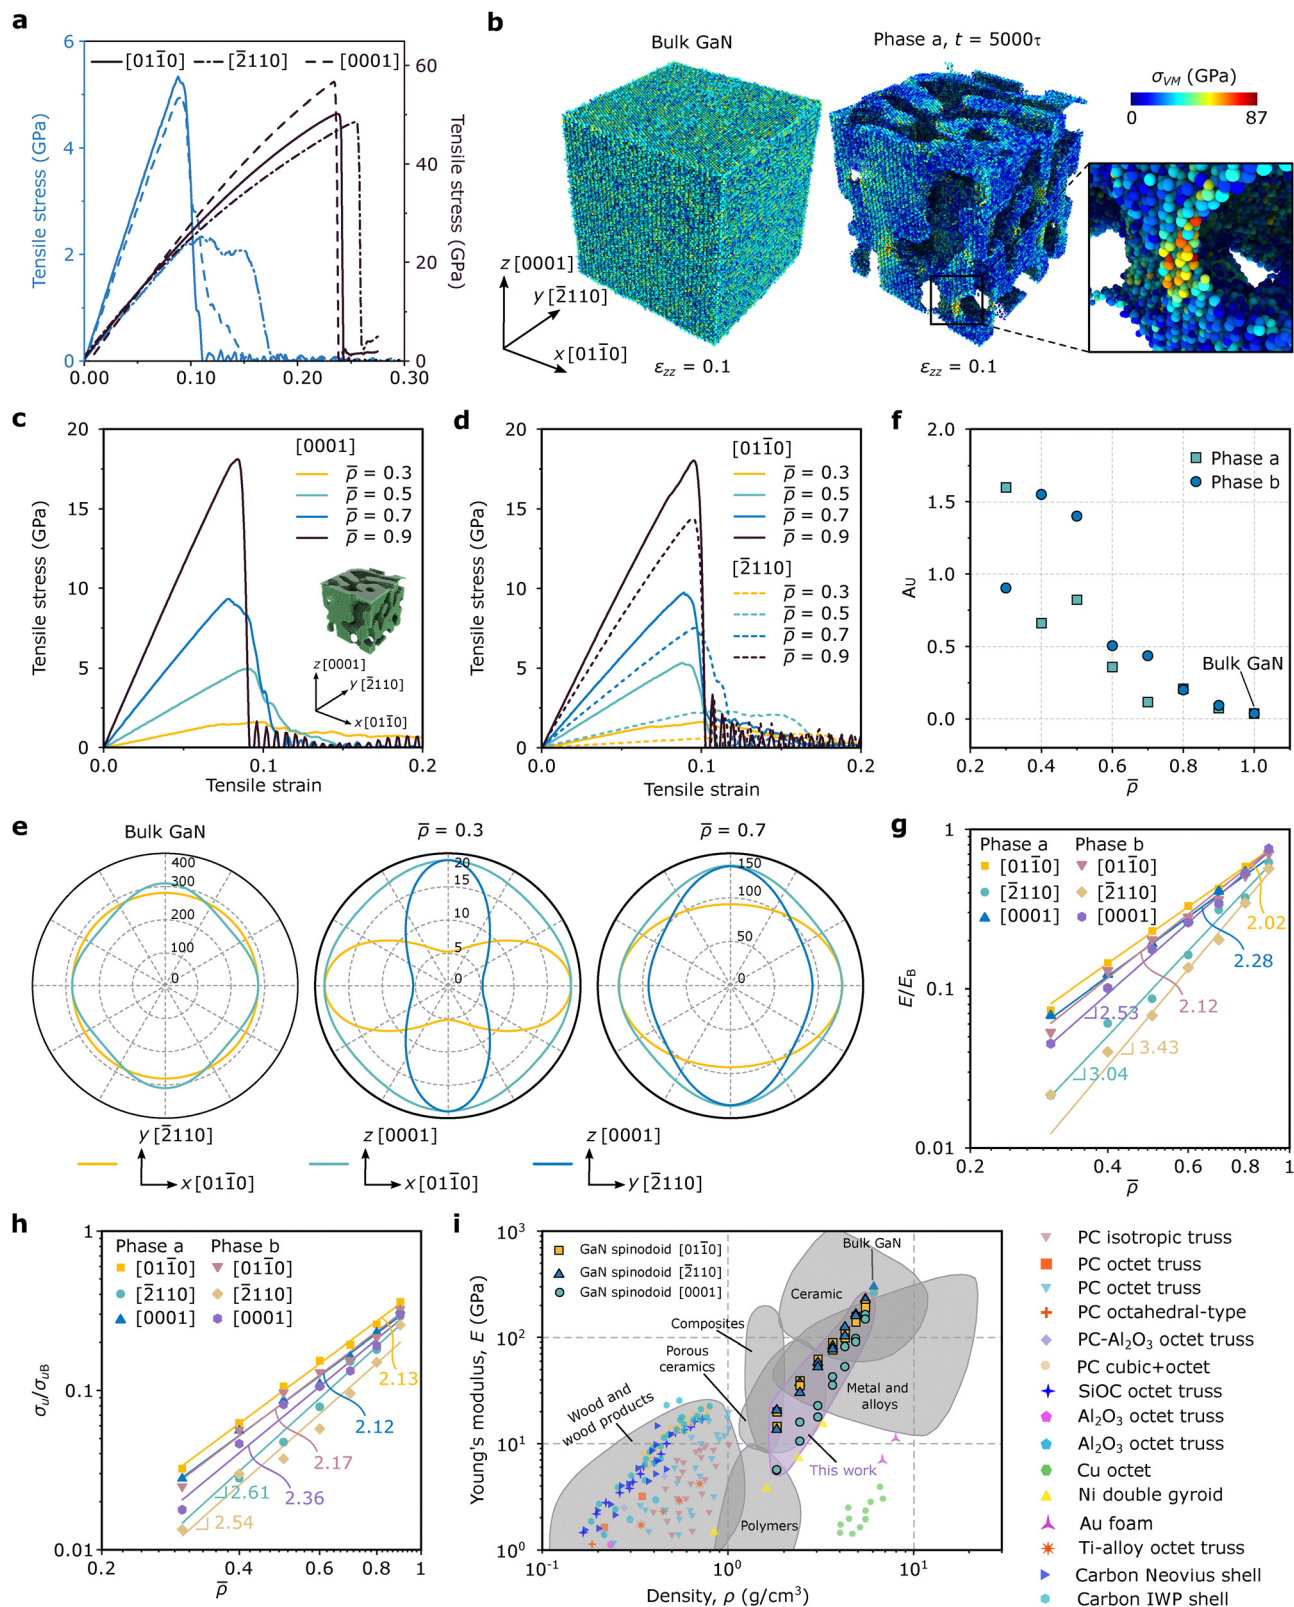 a
6
4
2
0
Tensile stress (GPa)
[01̅10] [2̅110] [0001]
60
40
20
0
Tensile stress (GPa)
0.00 0.10 0.20 0.30
b
Bulk GaN
Phase a, t = 5000τ
σVM (GPa)
0 87
z [0001]
y [2̅110]
x [011̅0]
εzz = 0.1
εzz = 0.1
c
20
15
10
5
0
Tensile stress (GPa)
[0001]
ρ̅ = 0.3
ρ̅ = 0.5
ρ̅ = 0.7
ρ̅ = 0.9
z [0001]
y [2̅110]
x [011̅0]
0.0 0.1 0.2
Tensile strain
d
20
15
10
5
0
Tensile stress (GPa)
[011̅0]
ρ̅ = 0.3
ρ̅ = 0.5
ρ̅ = 0.7
ρ̅ = 0.9
[2̅110]
ρ̅ = 0.3
ρ̅ = 0.5
ρ̅ = 0.7
ρ̅ = 0.9
0.0 0.1 0.2
Tensile strain
f
2.0
1.5
1.0
0.5
0.0
Au
Phase a
Phase b
Bulk GaN
0.2 0.4 0.6 0.8 1.0
ρ̅
e
Bulk GaN
400
300
200
100
0
ρ̅ = 0.3
20
15
10
5
0
ρ̅ = 0.7
150
100
50
0
y [2̅110]
x [011̅0]
z [0001]
x [011̅0]
z [0001]
y [2̅110]
g
1
0.1
0.01
E/EB
Phase a Phase b
[011̅0] [011̅0]
[2̅110] [2̅110]
[0001] [0001]
2.02
2.28
2.12
2.53
3.43
3.04
0.2 0.4 0.6 0.8 1
ρ̅
h
1
0.1
0.01
σu/σuB
Phase a Phase b
[011̅0] [011̅0]
[2̅110] [2̅110]
[0001] [0001]
2.13
2.12
2.17
2.36
2.61
2.54
0.2 0.4 0.6 0.8 1
ρ̅
i
10³
10²
10¹
10⁰
Young's modulus, E (GPa)
GaN spinodoid [011̅0]
GaN spinodoid [2̅110]
GaN spinodoid [0001]
Bulk GaN
Ceramic
Composites
Porous
ceramics
Metal and
alloys
Wood and
wood products
This work
Polymers
10⁻¹ 10⁰ 10¹
Density, ρ (g/cm³)
PC isotropic truss
PC octet truss
PC octet truss
PC octahedral-type
PC-Al₂O₃ octet truss
PC cubic+octet
SiOC octet truss
Al₂O₃ octet truss
Al₂O₃ octet truss
Cu octet
Ni double gyroid
Au foam
Ti-alloy octet truss
Carbon Neovius shell
Carbon IWP shell